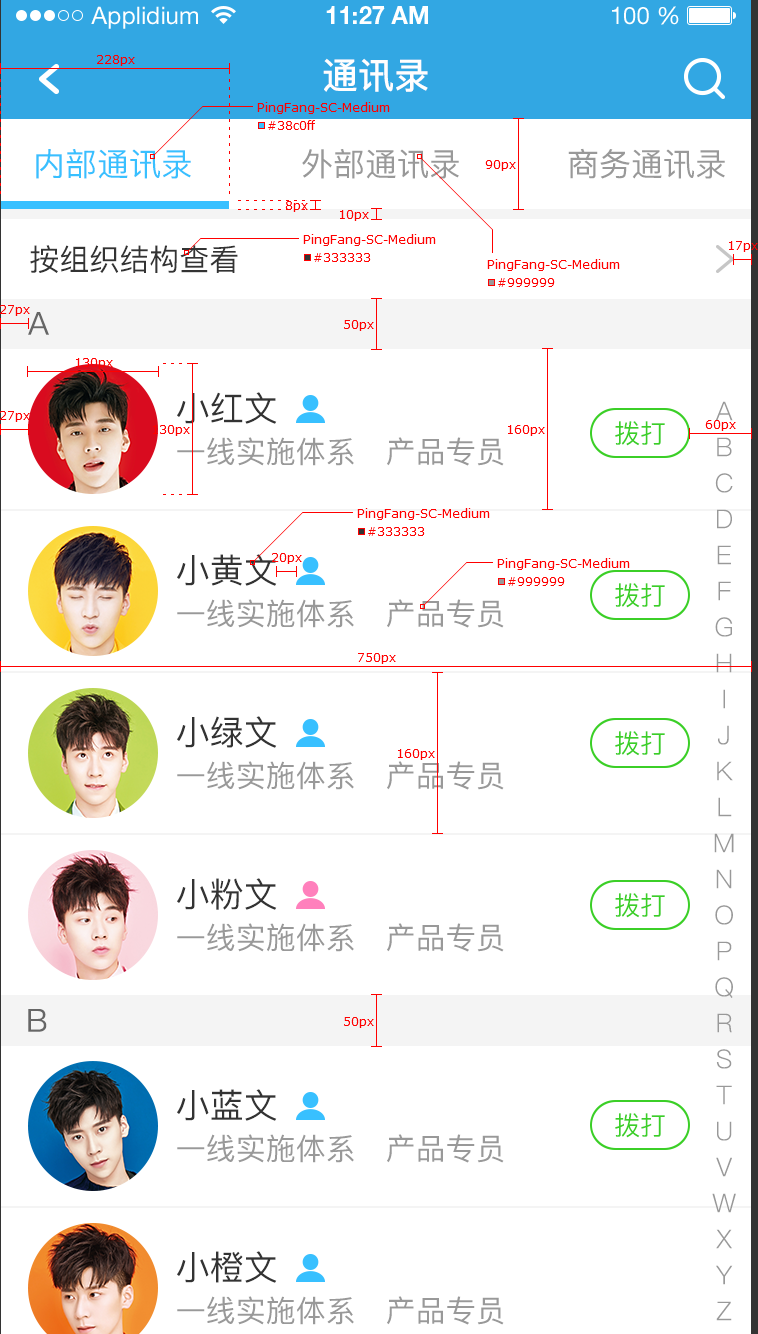 Applidium 11:27 AM 100 %
228px
通讯录
PingFang-SC-Medium
#38c0ff
内部通讯录 外部通讯录 90px 商务通讯录
8px
10px
PingFang-SC-Medium
#333333
按组织结构查看
17px
PingFang-SC-Medium
#999999
27px
A
50px
130px
小红文
27px
30px
160px
拨打
60px
一线实施体系 产品专员
PingFang-SC-Medium
#333333
小黄文
20px
PingFang-SC-Medium
#999999
拨打
一线实施体系 产品专员
750px
小绿文
160px
拨打
一线实施体系 产品专员
小粉文
拨打
一线实施体系 产品专员
B
50px
小蓝文
拨打
一线实施体系 产品专员
小橙文
一线实施体系 产品专员
A
B
C
D
E
F
G
H
I
J
K
L
M
N
O
P
Q
R
S
T
U
V
W
X
Y
Z